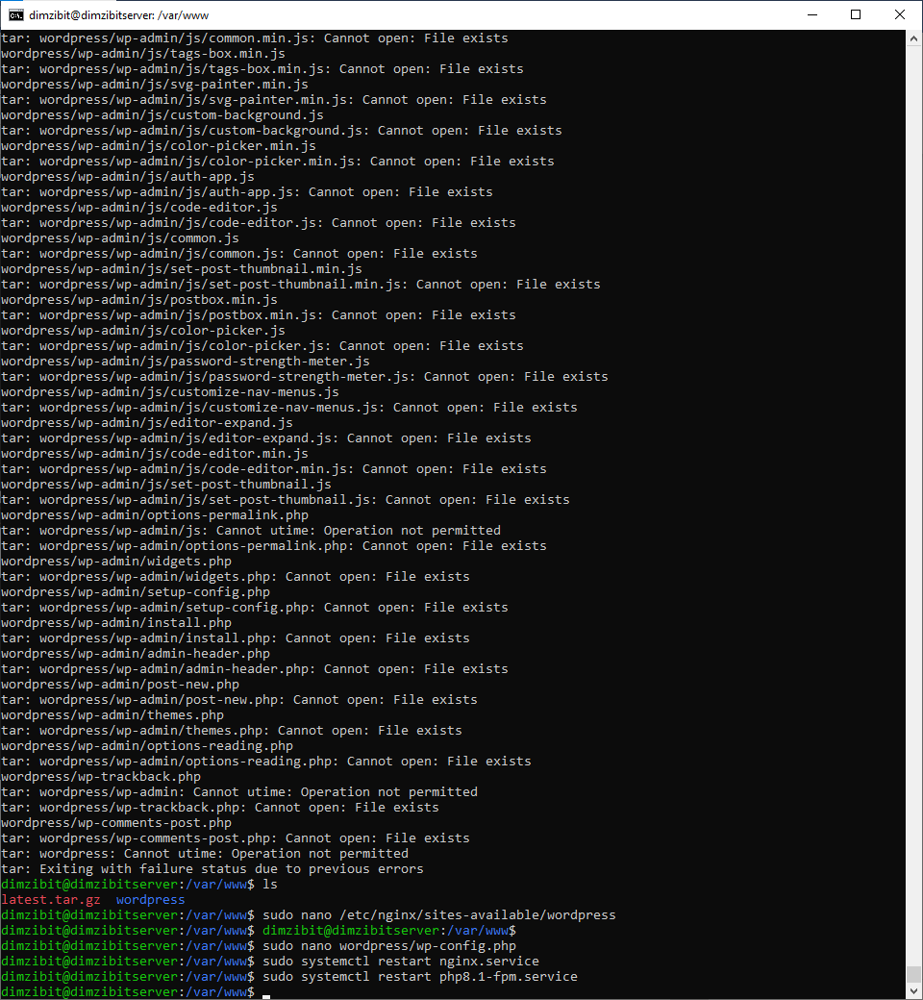 dimzibit@dimzibitserver: /var/www
tar: wordpress/wp-admin/js/common.min.js: Cannot open: File exists
wordpress/wp-admin/js/tags-box.min.js
tar: wordpress/wp-admin/js/tags-box.min.js: Cannot open: File exists
wordpress/wp-admin/js/svg-painter.min.js
tar: wordpress/wp-admin/js/svg-painter.min.js: Cannot open: File exists
wordpress/wp-admin/js/custom-background.js
tar: wordpress/wp-admin/js/custom-background.js: Cannot open: File exists
wordpress/wp-admin/js/color-picker.min.js
tar: wordpress/wp-admin/js/color-picker.min.js: Cannot open: File exists
wordpress/wp-admin/js/auth-app.js
tar: wordpress/wp-admin/js/auth-app.js: Cannot open: File exists
wordpress/wp-admin/js/code-editor.js
tar: wordpress/wp-admin/js/code-editor.js: Cannot open: File exists
wordpress/wp-admin/js/common.js
tar: wordpress/wp-admin/js/common.js: Cannot open: File exists
wordpress/wp-admin/js/set-post-thumbnail.min.js
tar: wordpress/wp-admin/js/set-post-thumbnail.min.js: Cannot open: File exists
wordpress/wp-admin/js/postbox.min.js
tar: wordpress/wp-admin/js/postbox.min.js: Cannot open: File exists
wordpress/wp-admin/js/color-picker.js
tar: wordpress/wp-admin/js/color-picker.js: Cannot open: File exists
wordpress/wp-admin/js/password-strength-meter.js
tar: wordpress/wp-admin/js/password-strength-meter.js: Cannot open: File exists
wordpress/wp-admin/js/customize-nav-menus.js
tar: wordpress/wp-admin/js/customize-nav-menus.js: Cannot open: File exists
wordpress/wp-admin/js/editor-expand.js
tar: wordpress/wp-admin/js/editor-expand.js: Cannot open: File exists
wordpress/wp-admin/js/code-editor.min.js
tar: wordpress/wp-admin/js/code-editor.min.js: Cannot open: File exists
wordpress/wp-admin/js/set-post-thumbnail.js
tar: wordpress/wp-admin/js/set-post-thumbnail.js: Cannot open: File exists
wordpress/wp-admin/options-permalink.php
tar: wordpress/wp-admin/js: Cannot utime: Operation not permitted
tar: wordpress/wp-admin/options-permalink.php: Cannot open: File exists
wordpress/wp-admin/widgets.php
tar: wordpress/wp-admin/widgets.php: Cannot open: File exists
wordpress/wp-admin/setup-config.php
tar: wordpress/wp-admin/setup-config.php: Cannot open: File exists
wordpress/wp-admin/install.php
tar: wordpress/wp-admin/install.php: Cannot open: File exists
wordpress/wp-admin/admin-header.php
tar: wordpress/wp-admin/admin-header.php: Cannot open: File exists
wordpress/wp-admin/post-new.php
tar: wordpress/wp-admin/post-new.php: Cannot open: File exists
wordpress/wp-admin/themes.php
tar: wordpress/wp-admin/themes.php: Cannot open: File exists
wordpress/wp-admin/options-reading.php
tar: wordpress/wp-admin/options-reading.php: Cannot open: File exists
wordpress/wp-trackback.php
tar: wordpress/wp-admin: Cannot utime: Operation not permitted
tar: wordpress/wp-trackback.php: Cannot open: File exists
wordpress/wp-comments-post.php
tar: wordpress/wp-comments-post.php: Cannot open: File exists
tar: wordpress: Cannot utime: Operation not permitted
tar: Exiting with failure status due to previous errors
dimzibit@dimzibitserver:/var/www$ ls
latest.tar.gz  wordpress
dimzibit@dimzibitserver:/var/www$ sudo nano /etc/nginx/sites-available/wordpress
dimzibit@dimzibitserver:/var/www$ dimzibit@dimzibitserver:/var/www$
dimzibit@dimzibitserver:/var/www$ sudo nano wordpress/wp-config.php
dimzibit@dimzibitserver:/var/www$ sudo systemctl restart nginx.service
dimzibit@dimzibitserver:/var/www$ sudo systemctl restart php8.1-fpm.service
dimzibit@dimzibitserver:/var/www$